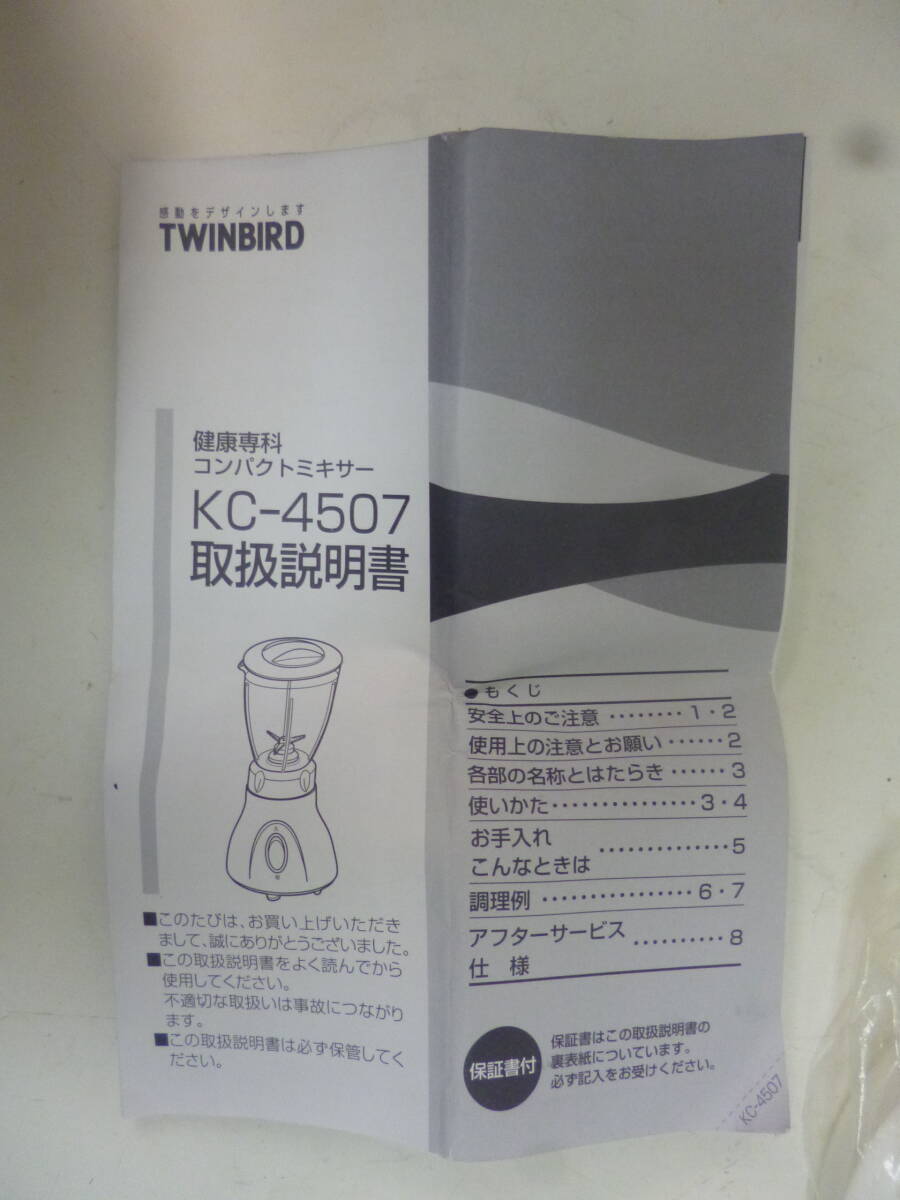 感動をデザインします
TWINBIRD
健康専科
コンパクトミキサー
KC-4507
取扱説明書
■このたびは、お買い上げいただき
まして、誠にありがとうございました。
■この取扱説明書をよく読んでから
使用してください。
不適切な取扱いは事故につながり
ます。
■この取扱説明書は必ず保管してく
ださい。
●もくじ
安全上のご注意 ‥‥‥‥1・2
使用上の注意とお願い ‥‥‥2
各部の名称とはたらき ‥‥‥3
使いかた‥‥‥‥‥‥‥‥3・4
お手入れ
こんなときは ‥‥‥‥‥‥‥5
調理例 ‥‥‥‥‥‥‥‥6・7
アフターサービス
仕 様 ‥‥‥‥‥8
保証書付
保証書はこの取扱説明書の
裏表紙についています。
必ず記入をお受けください。
KC-4507